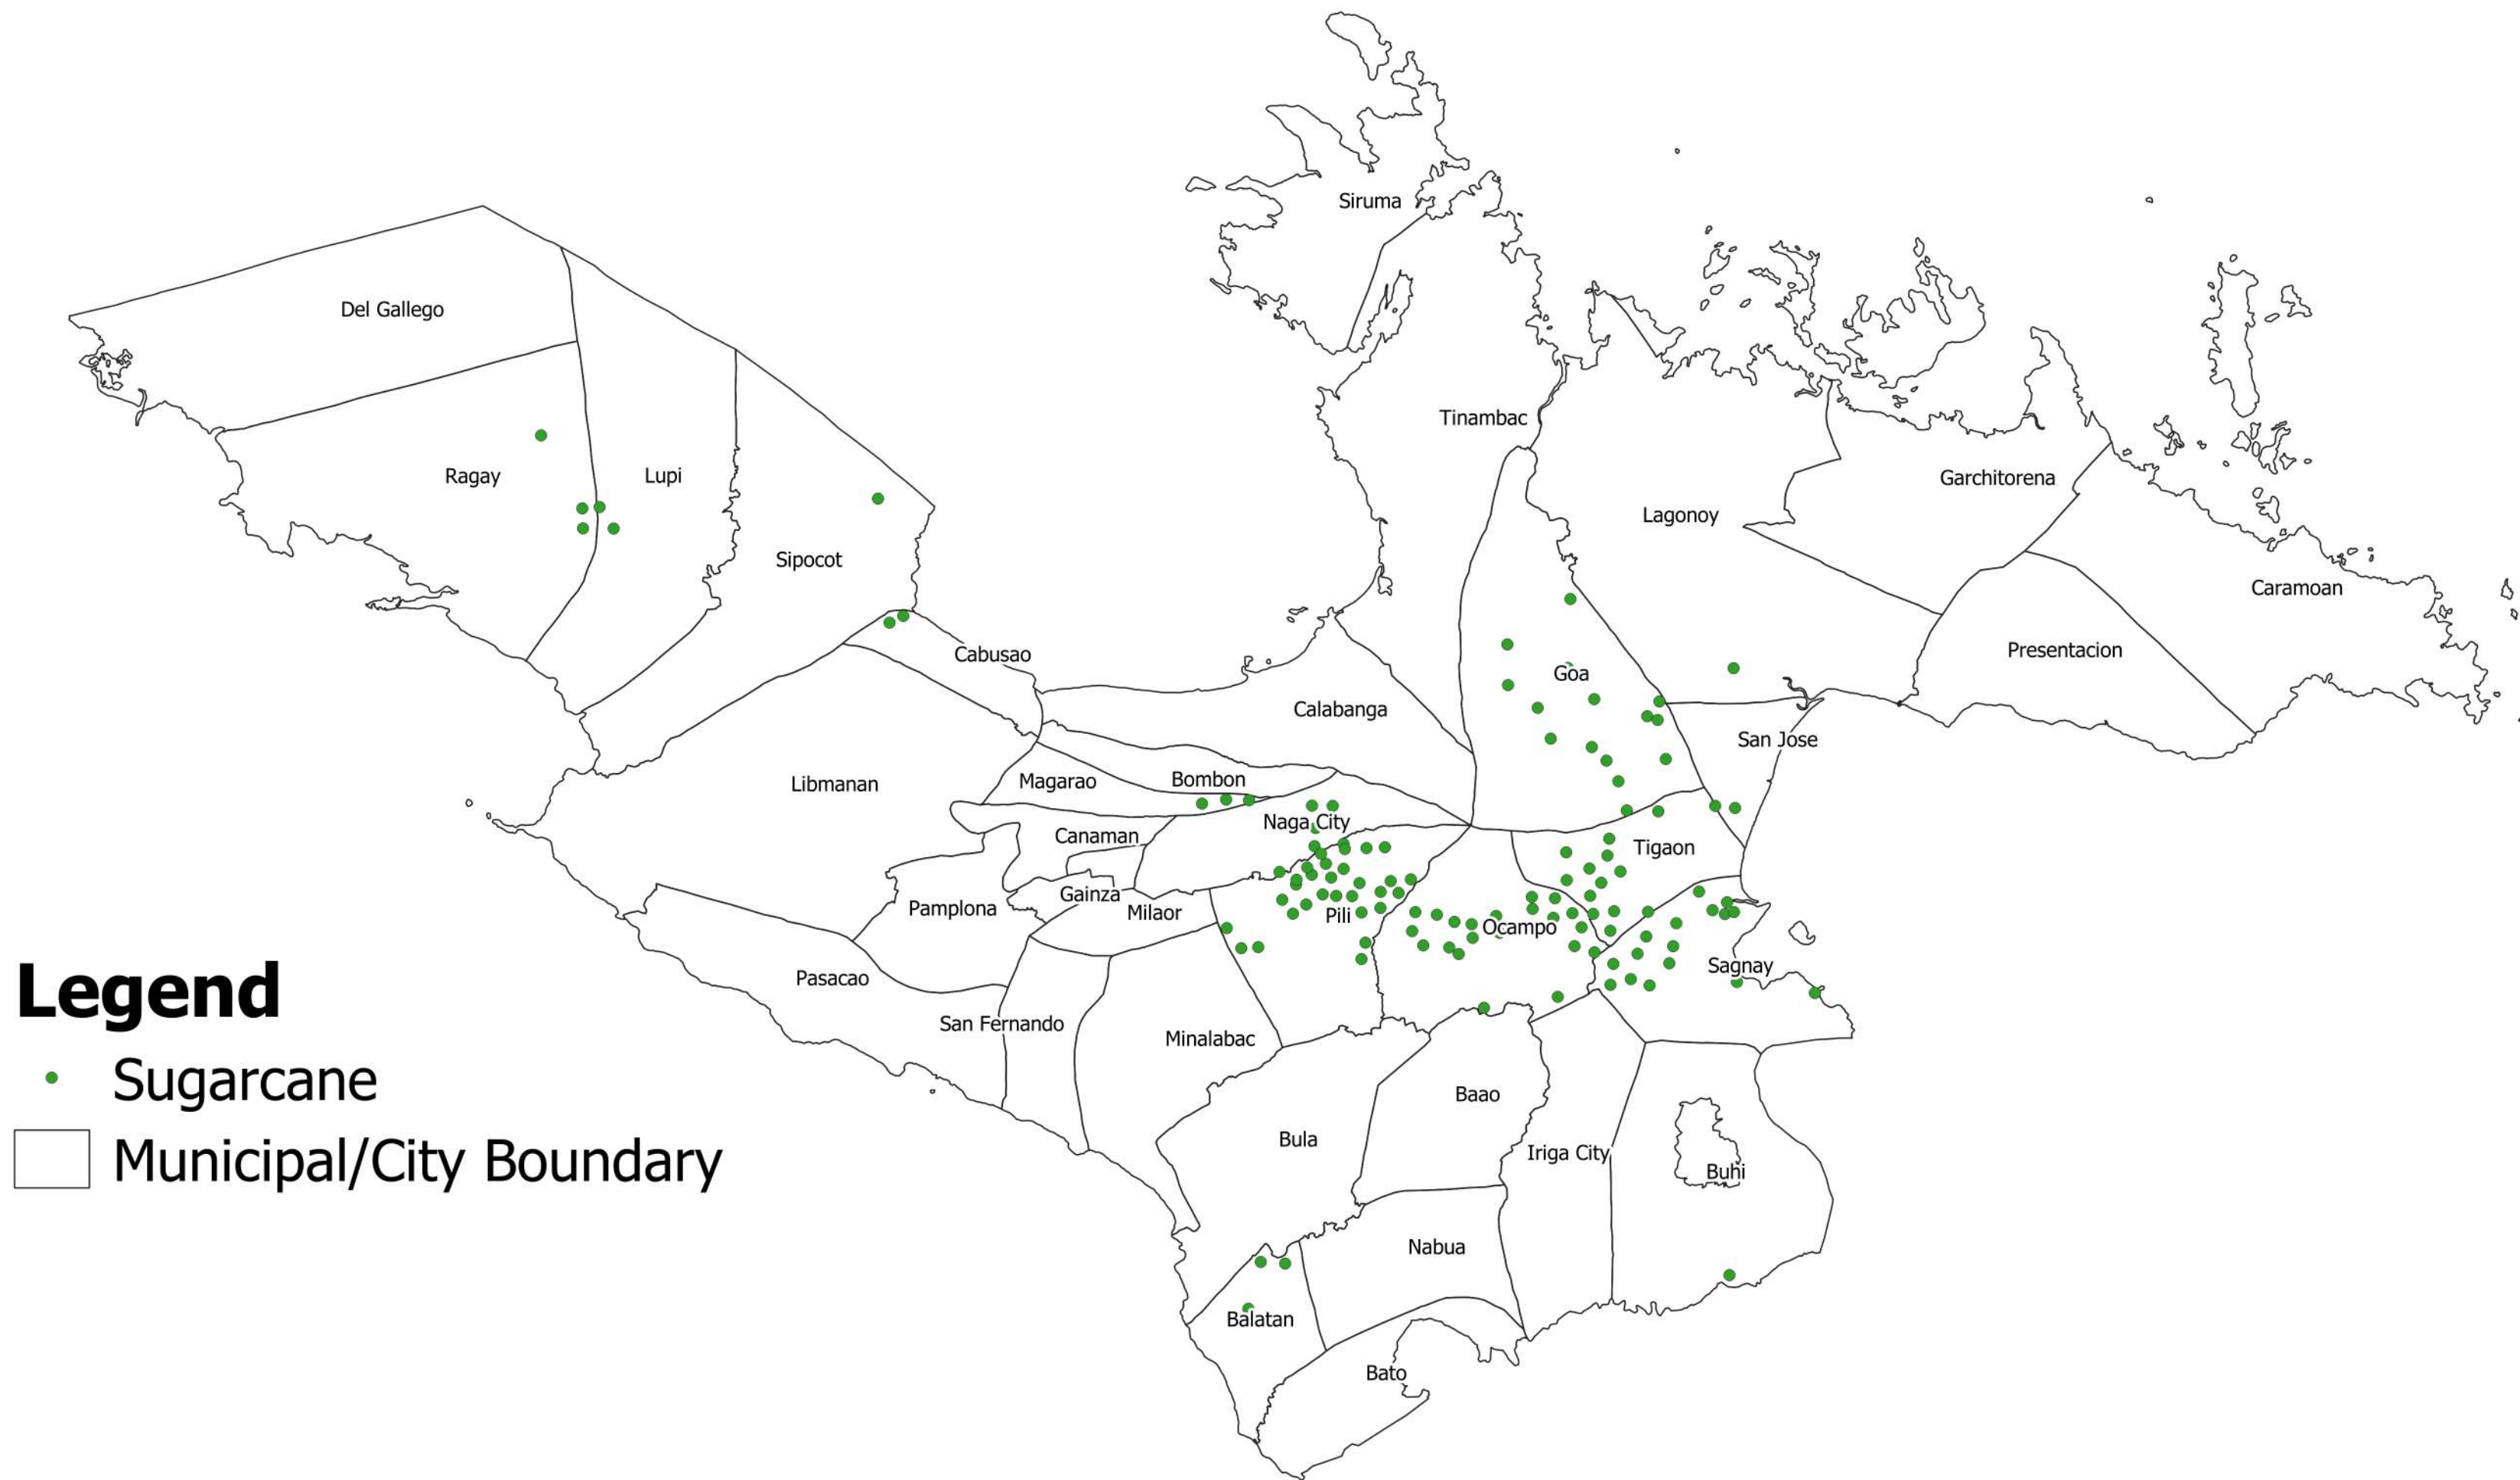 Siruma
Del Gallego
Tinambac
Ragay
Lupi
Garchitorena
Lagonoy
Sipocot
Caramoan
Cabusao
Presentacion
Goa
Calabanga
San Jose
Libmanan
Magarao
Bombon
Naga City
Canaman
Tigaon
Gainza
Pamplona
Milaor
Pili
Ocampo
Sagnay
Pasacao
Legend
San Fernando
Minalabac
Sugarcane
Baao
Bula
Iriga City
Municipal/City Boundary
Buhi
Nabua
Balatan
Bato